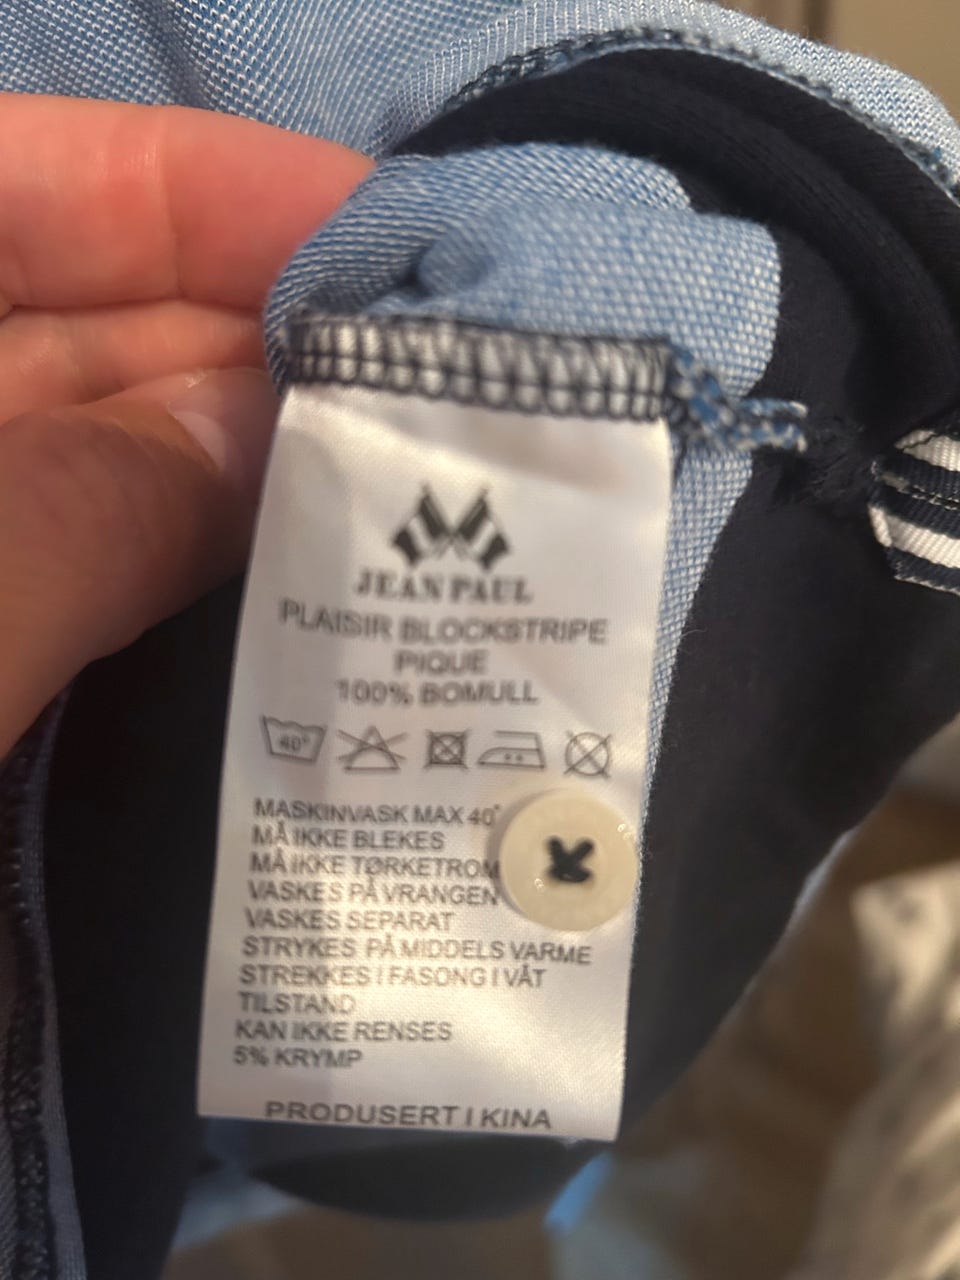 JEAN PAUL
PLAISIR BLOCKSTRIPE
PIQUE
100% BOMULL
40°
MASKINVASK MAX 40°
MÅ IKKE BLEKES
MÅ IKKE TØRKETROM
VASKES PÅ VRANGEN
VASKES SEPARAT
STRYKES PÅ MIDDELS VARME
STREKKES I FASONG I VÅT
TILSTAND
KAN IKKE RENSES
5% KRYMP
PRODUSERT I KINA